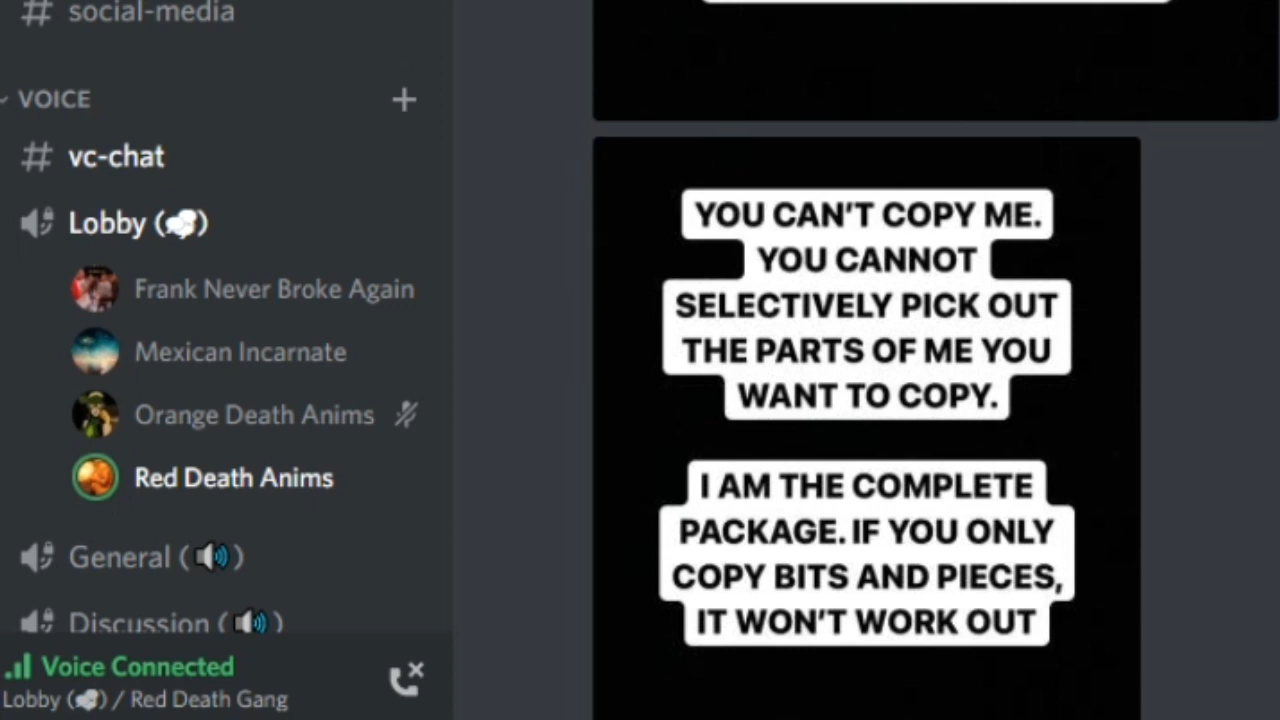 # social-media
VOICE
# vc-chat
Lobby (💬)
Frank Never Broke Again
Mexican Incarnate
Orange Death Anims
Red Death Anims
General (🔊)
Discussion (🔊)
Voice Connected
Lobby (💬) / Red Death Gang
YOU CAN'T COPY ME.
YOU CANNOT
SELECTIVELY PICK OUT
THE PARTS OF ME YOU
WANT TO COPY.
I AM THE COMPLETE
PACKAGE. IF YOU ONLY
COPY BITS AND PIECES,
IT WON'T WORK OUT